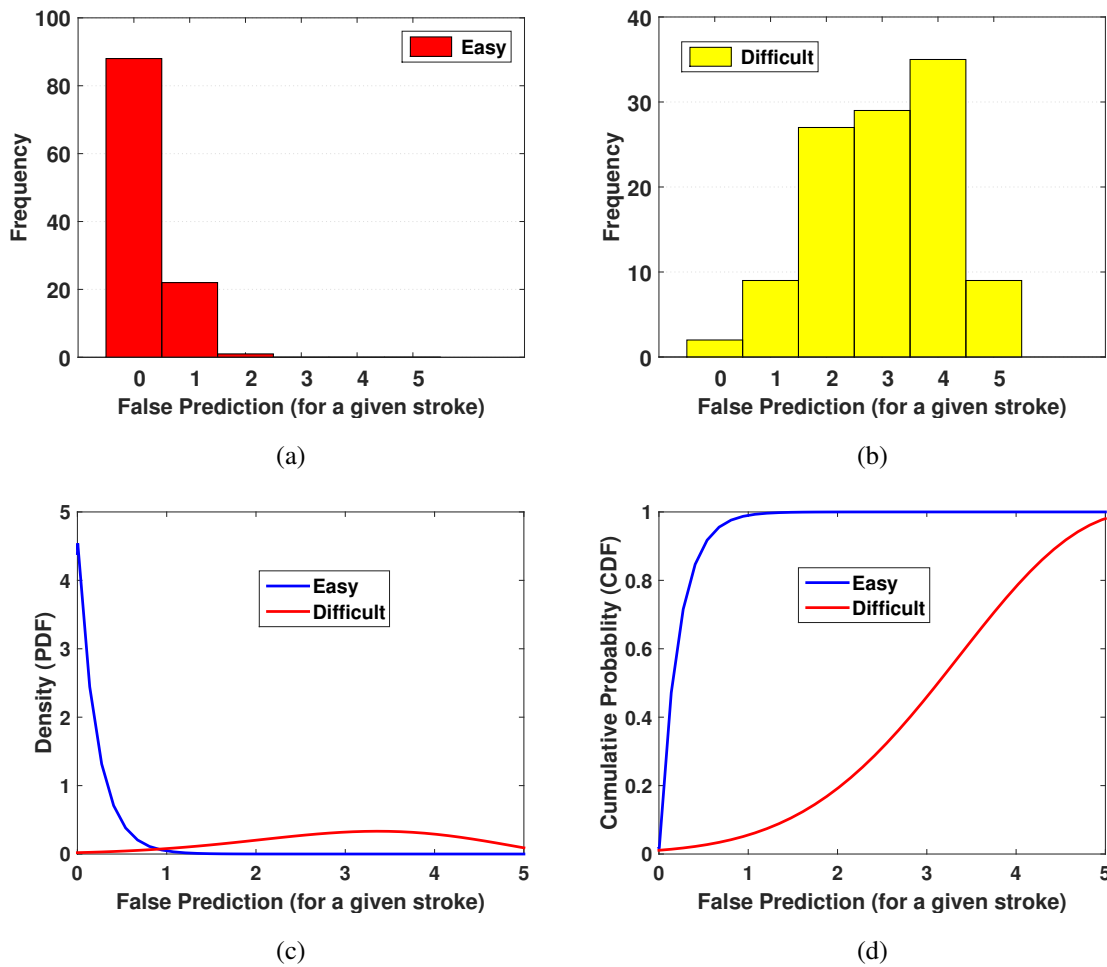 100
80
60
40
20
0
Frequency
Easy
0 1 2 3 4 5
False Prediction (for a given stroke)
(a)
40
30
20
10
0
Frequency
Difficult
0 1 2 3 4 5
False Prediction (for a given stroke)
(b)
5
4
3
2
1
0
Density (PDF)
Easy
Difficult
0 1 2 3 4 5
False Prediction (for a given stroke)
(c)
1
0.8
0.6
0.4
0.2
0
Cumulative Probablity (CDF)
Easy
Difficult
0 1 2 3 4 5
False Prediction (for a given stroke)
(d)